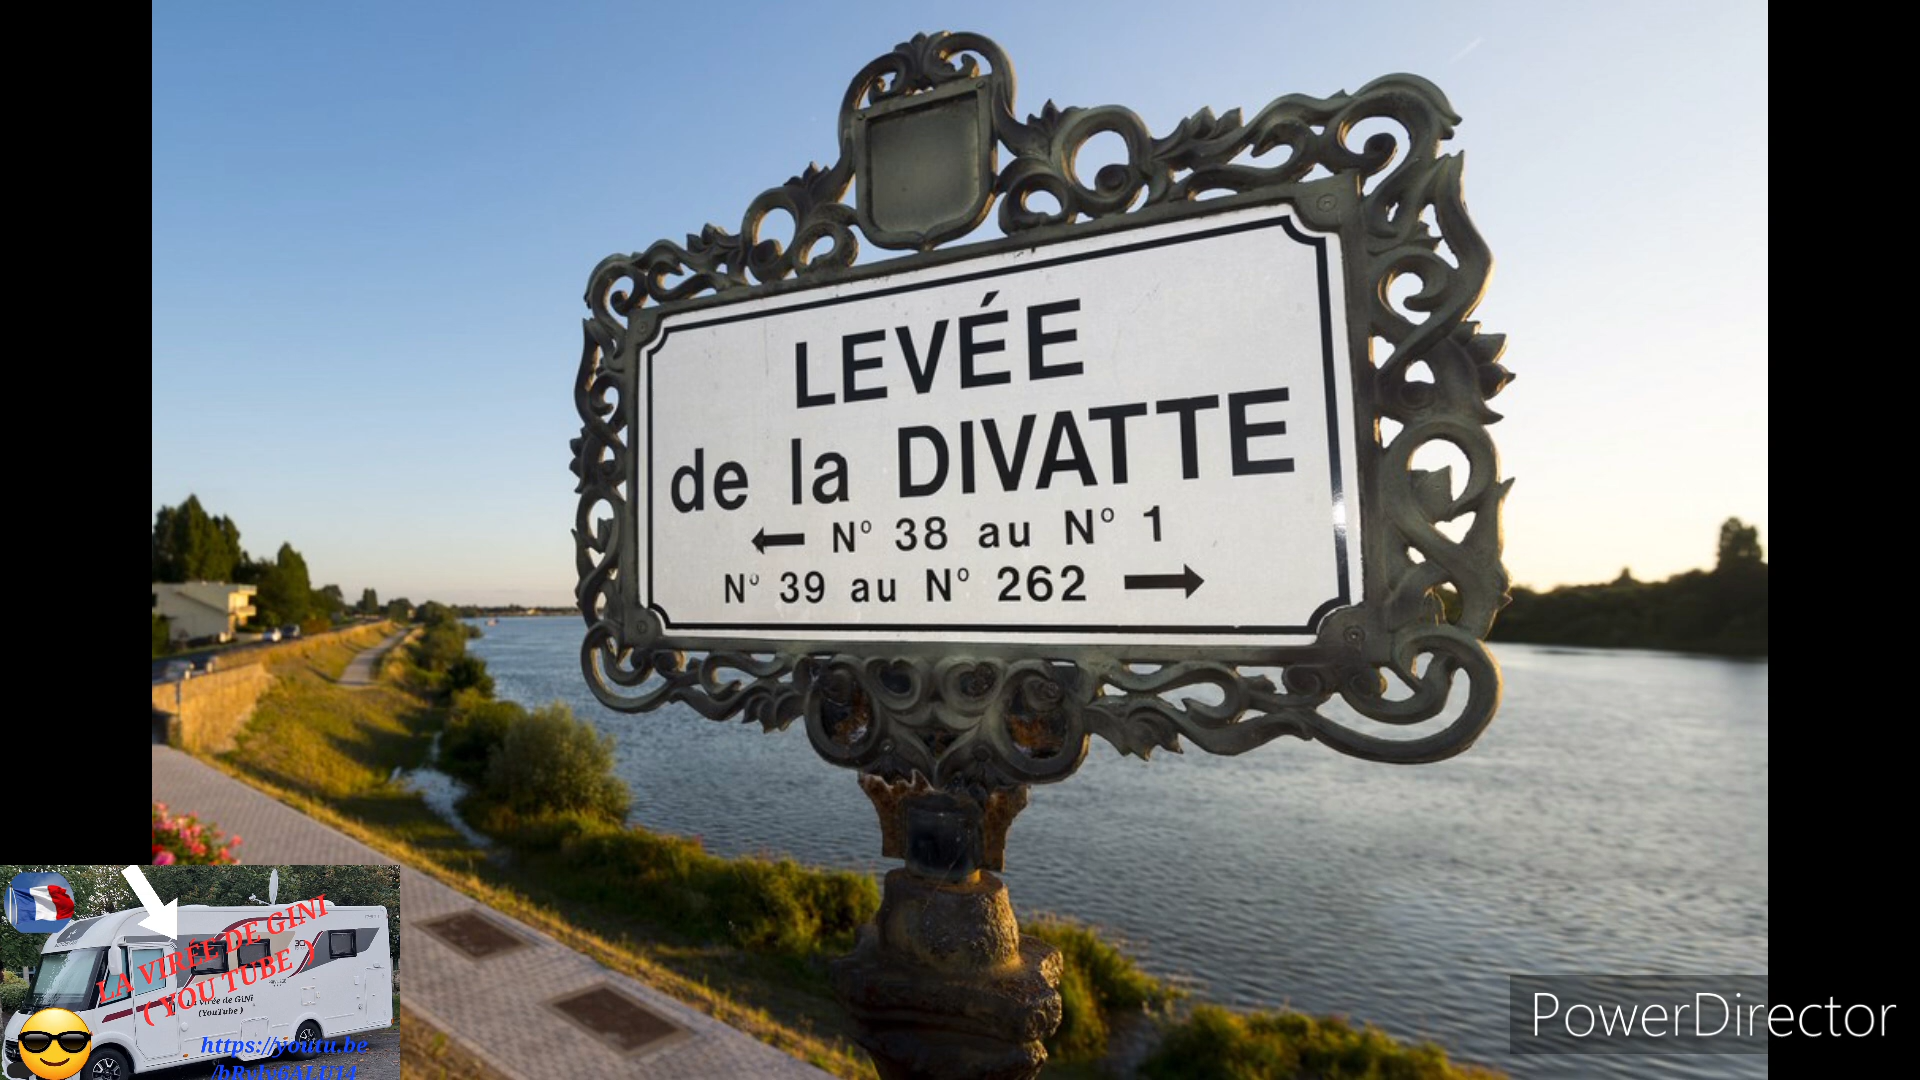 LEVÉE
de la DIVATTE
← N° 38 au N° 1
N° 39 au N° 262 →
LA VIRÉE DE GINI
( YOU TUBE )
La virée de GiNi
(YouTube )
https://youtu.be
PowerDirector